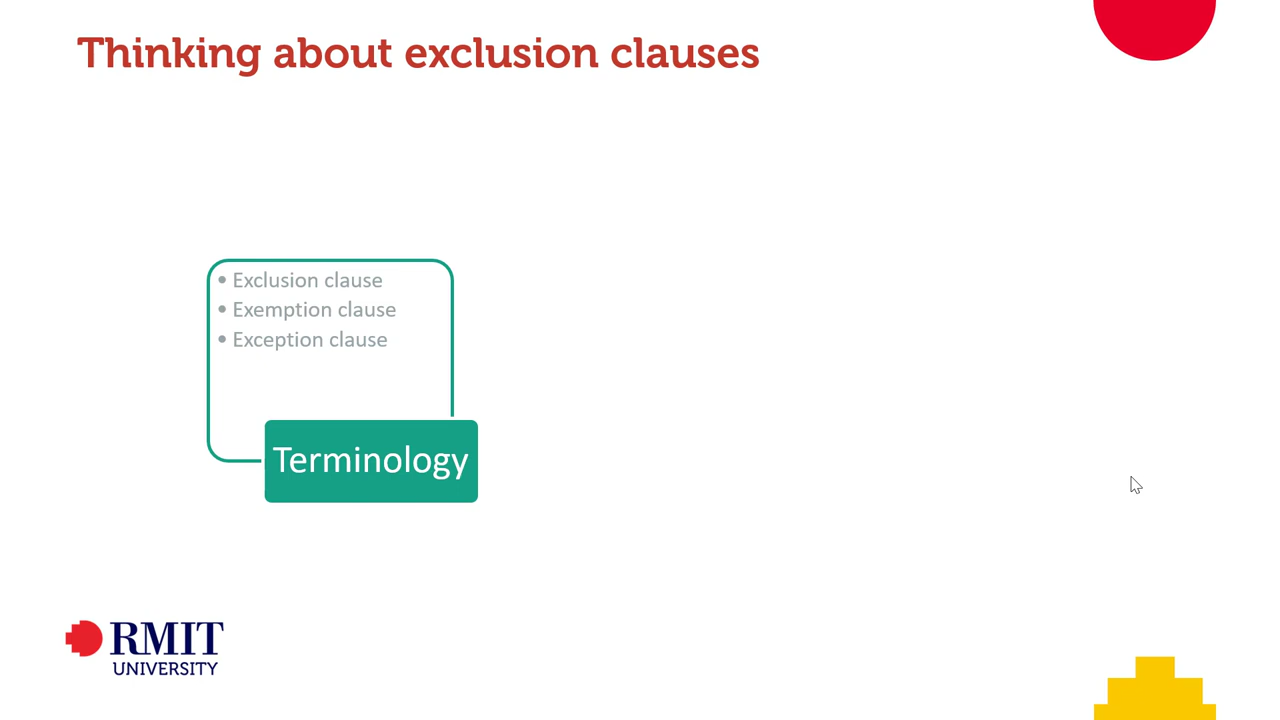 Thinking about exclusion clauses
• Exclusion clause
• Exemption clause
• Exception clause
Terminology
RMIT
UNIVERSITY